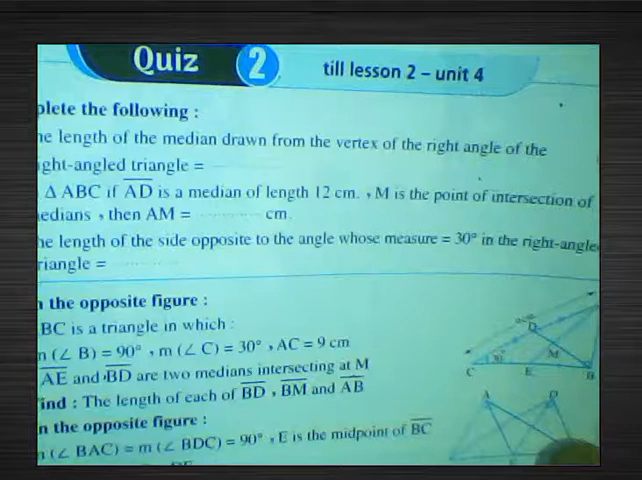 Quiz 2 till lesson 2 – unit 4
plete the following :
he length of the median drawn from the vertex of the right angle of the
ight-angled triangle =
Δ ABC if AD is a median of length 12 cm. , M is the point of intersection of
edians , then AM = ............ cm.
he length of the side opposite to the angle whose measure = 30° in the right-angle
riangle = ............
n the opposite figure :
BC is a triangle in which :
n (∠ B) = 90° , m (∠ C) = 30° , AC = 9 cm
AE and BD are two medians intersecting at M
ind : The length of each of BD , BM and AB
n the opposite figure :
(∠ BAC) = m (∠ BDC) = 90° , E is the midpoint of BC
D
30°
M
C E B
A D
E